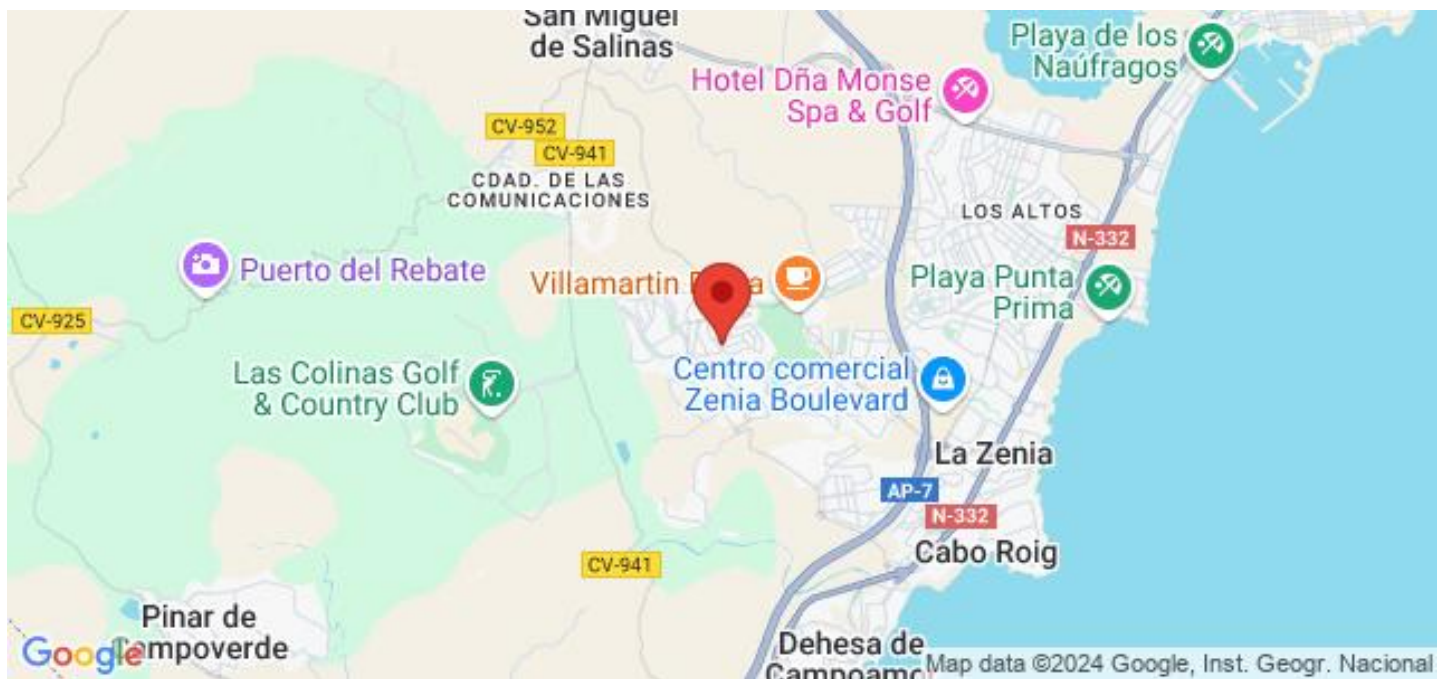 San Miguel
de Salinas
Playa de los
Naúfragos
Hotel Dña Monse
Spa & Golf
CV-952
CV-941
CDAD. DE LAS
COMUNICACIONES
LOS ALTOS
N-332
Puerto del Rebate
Villamartin
Playa Punta
Prima
CV-925
Las Colinas Golf
& Country Club
Centro comercial
Zenia Boulevard
La Zenia
AP-7
N-332
Cabo Roig
CV-941
Pinar de
Campoverde
Dehesa de
Campoamor
Google
Map data ©2024 Google, Inst. Geogr. Nacional